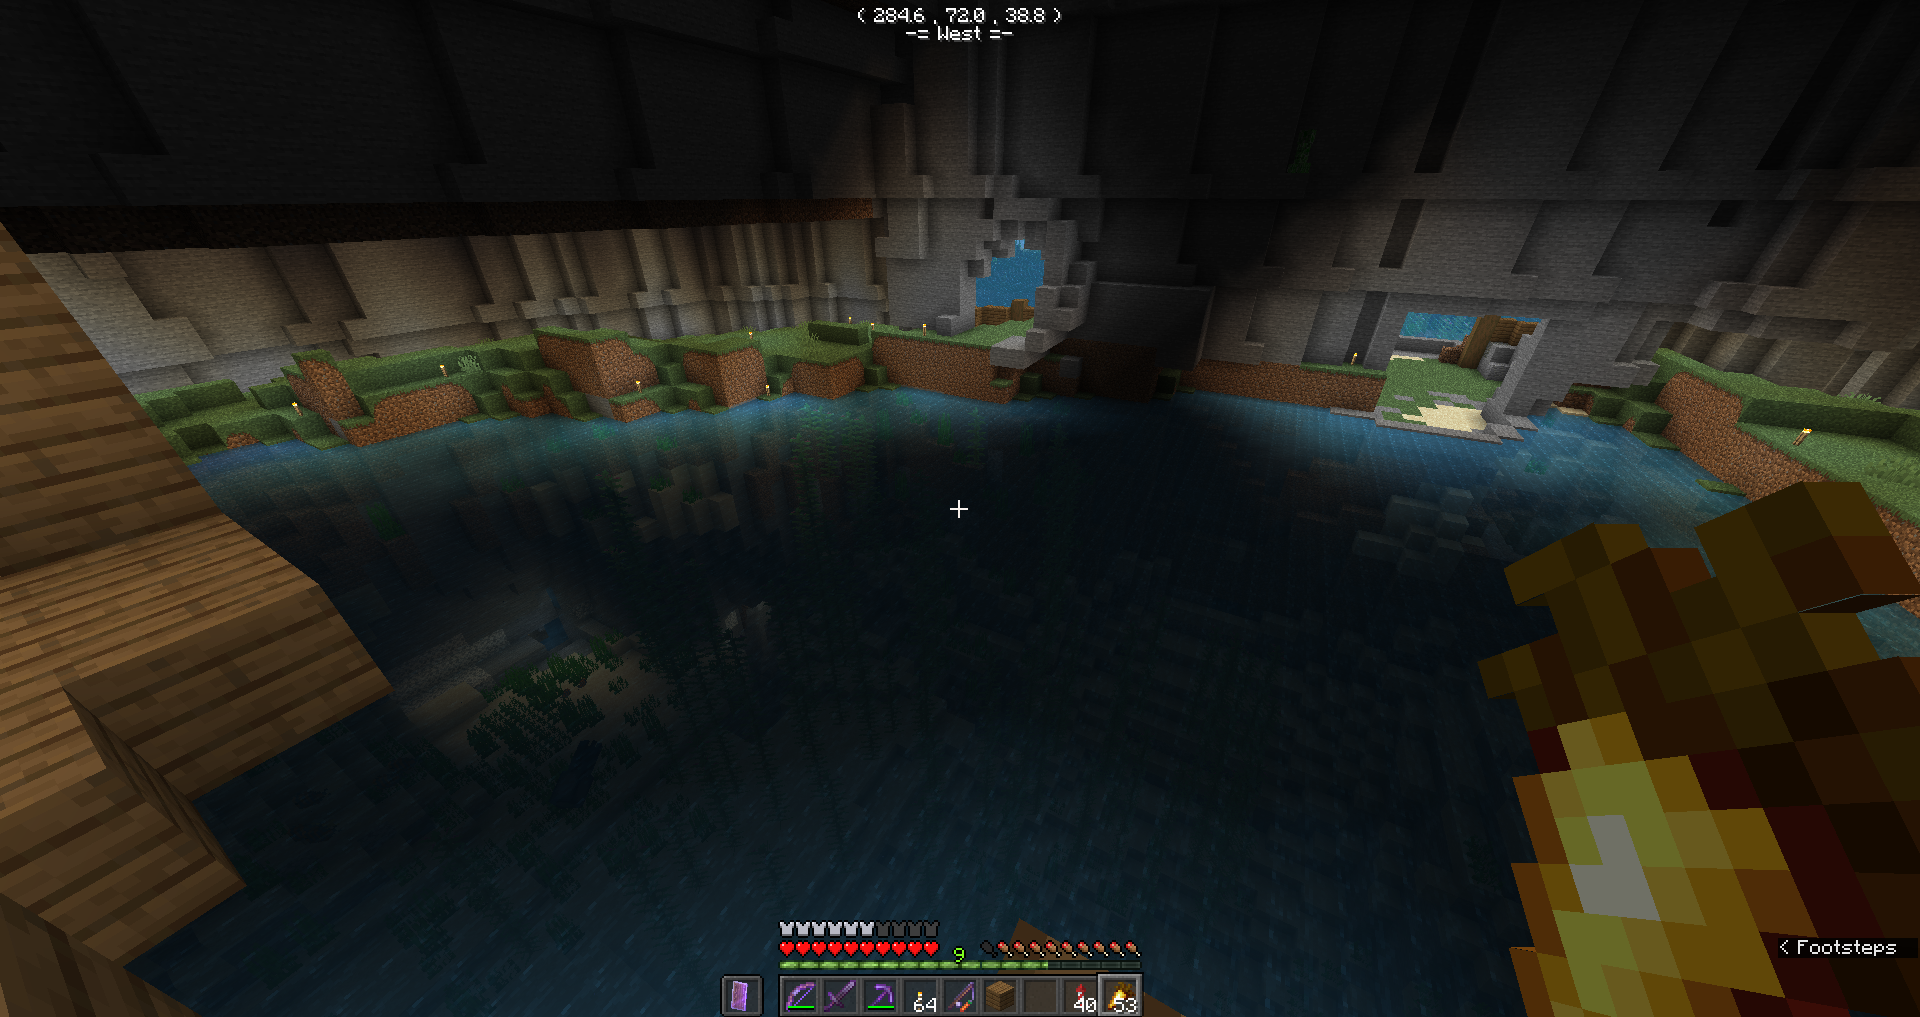 ( 284.6 , 72.0 , 38.8 )
-= West =-
< Footsteps
9
64
40
53